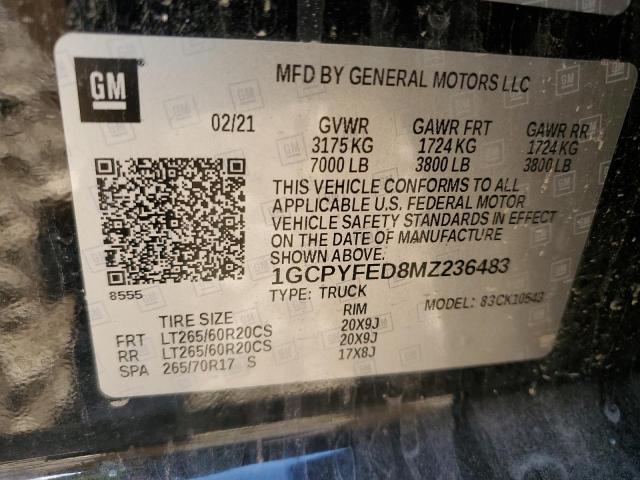 GM
MFD BY GENERAL MOTORS LLC
02/21 GVWR GAWR FRT GAWR RR
3175 KG 1724 KG 1724 KG
7000 LB 3800 LB 3800 LB
THIS VEHICLE CONFORMS TO ALL
APPLICABLE U.S. FEDERAL MOTOR
VEHICLE SAFETY STANDARDS IN EFFECT
ON THE DATE OF MANUFACTURE
SHOWN ABOVE.
8555 1GCPYFED8MZ236483
TYPE: TRUCK MODEL: 83CK10543
TIRE SIZE RIM
FRT LT265/60R20CS 20X9J
RR LT265/60R20CS 20X9J
SPA 265/70R17 S 17X8J